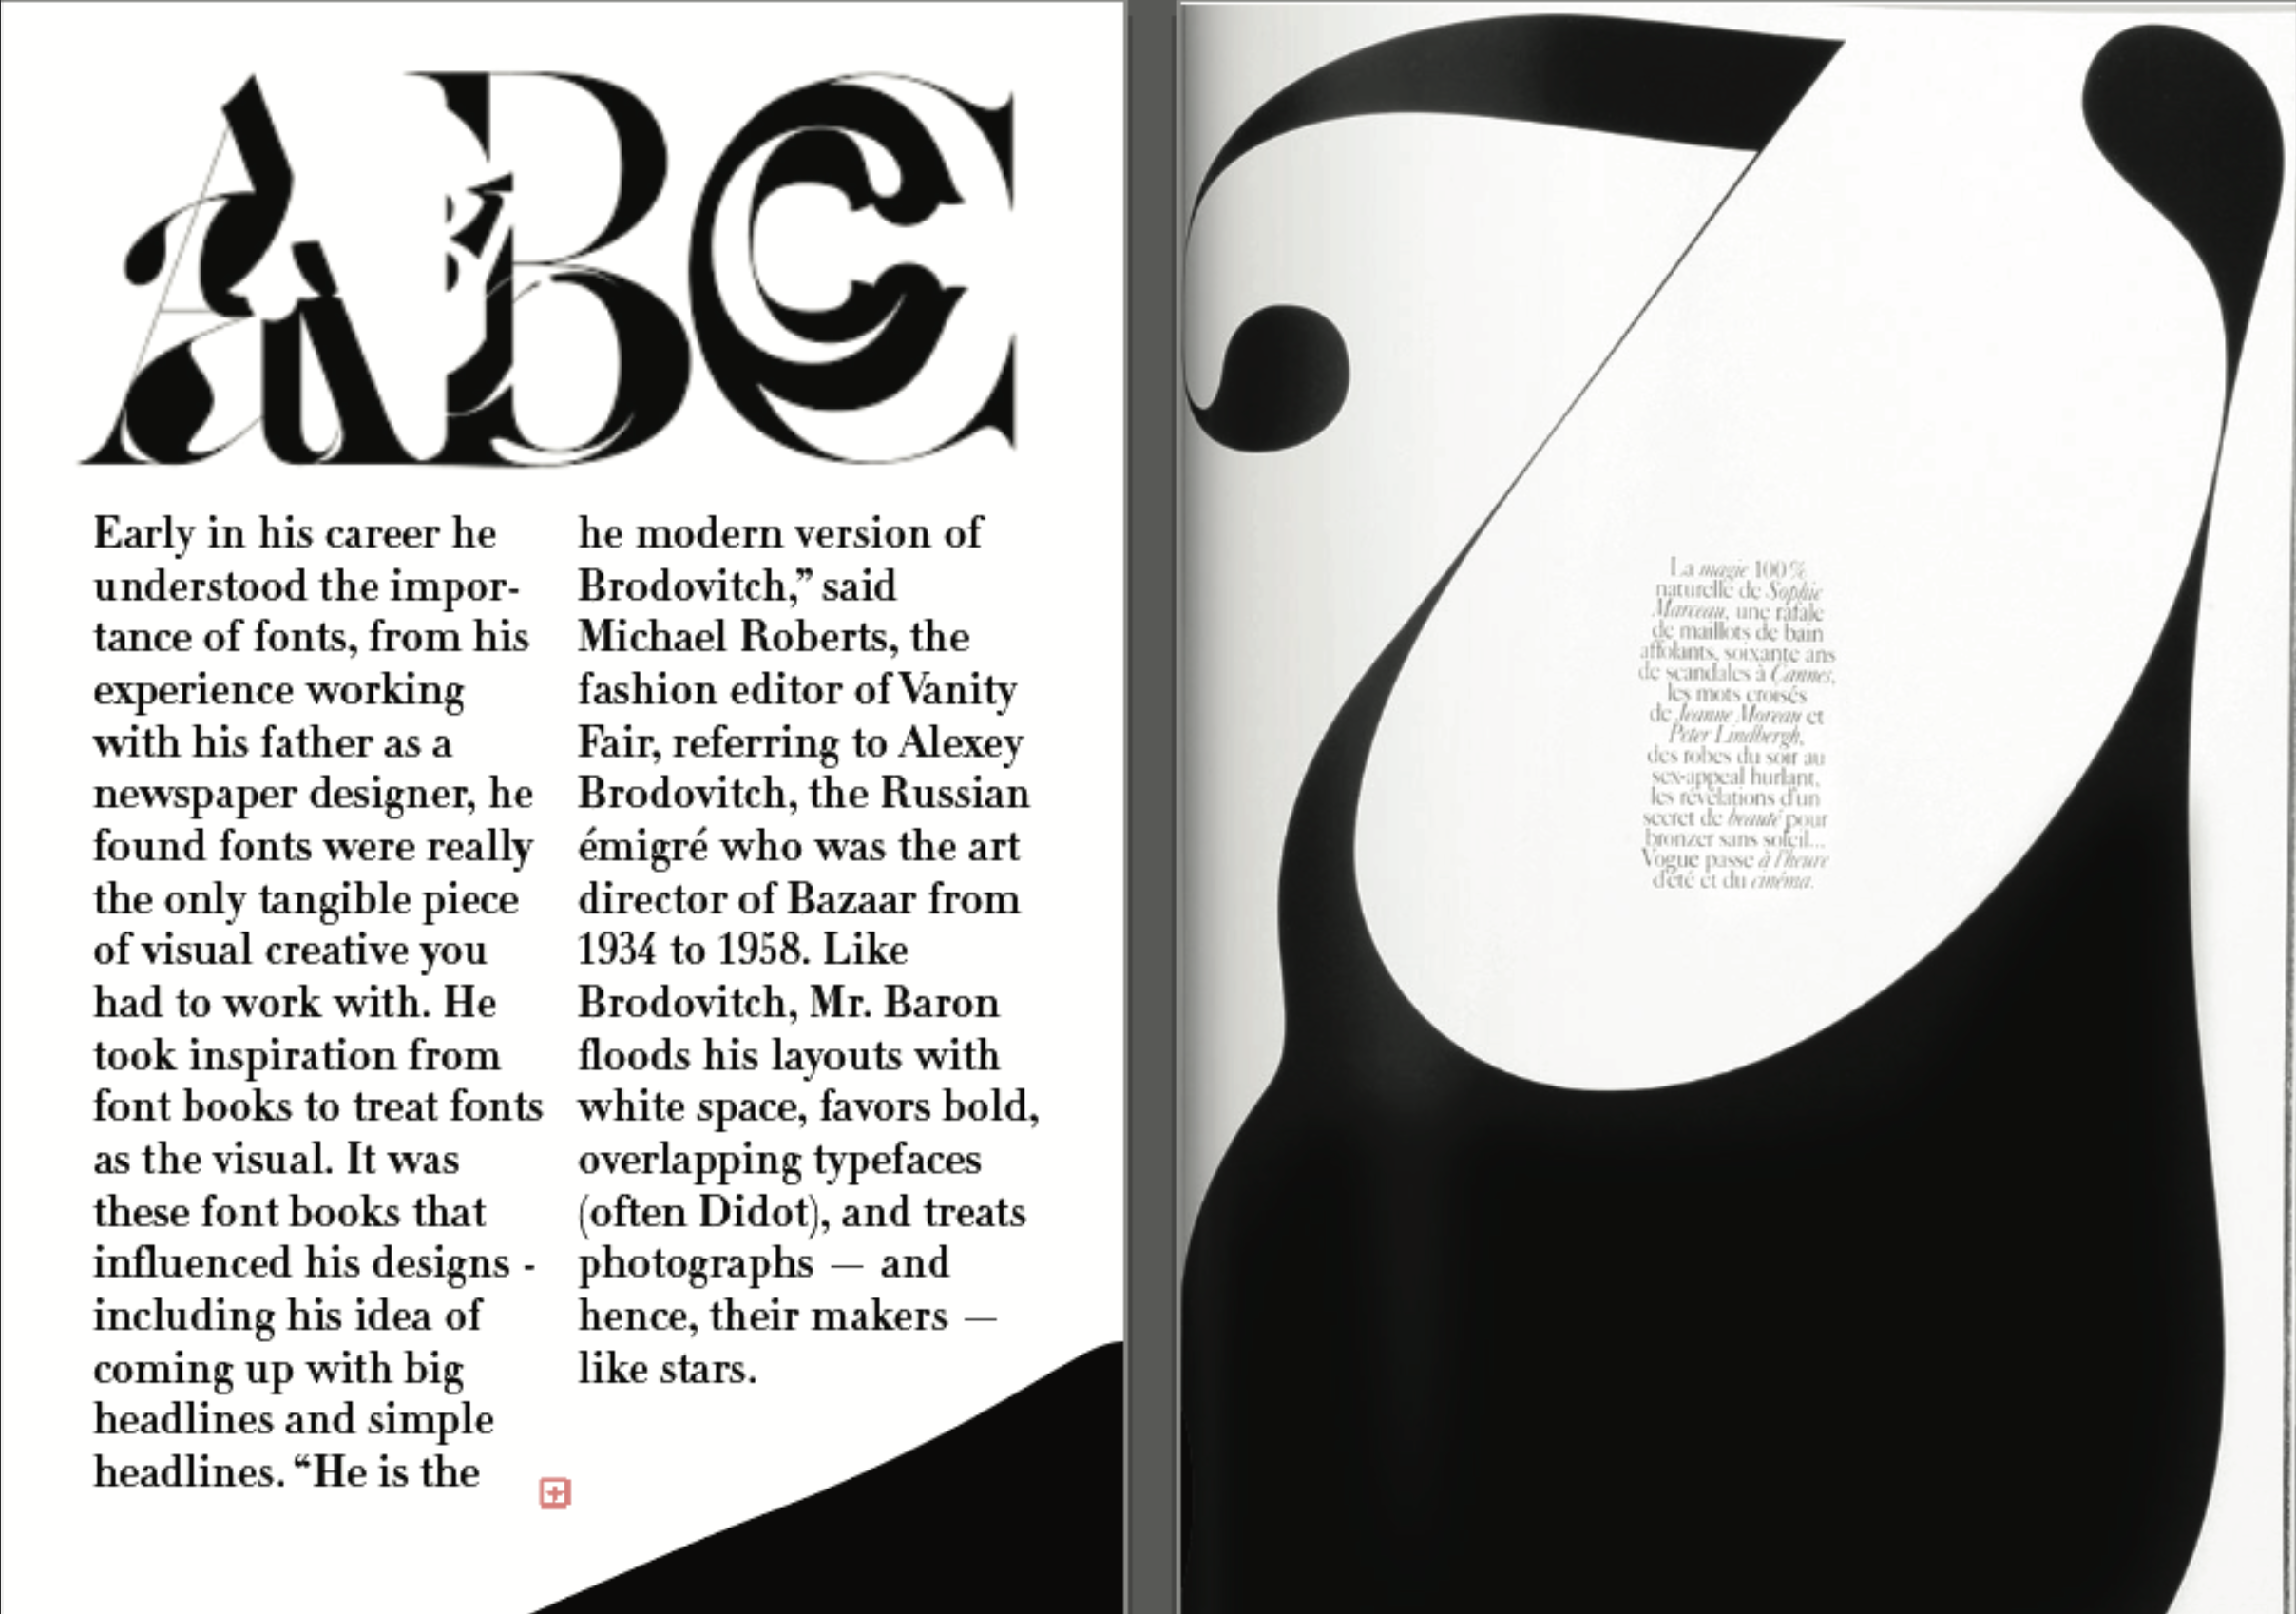 ABC
Early in his career he
understood the impor-
tance of fonts, from his
experience working
with his father as a
newspaper designer, he
found fonts were really
the only tangible piece
of visual creative you
had to work with. He
took inspiration from
font books to treat fonts
as the visual. It was
these font books that
influenced his designs -
including his idea of
coming up with big
headlines and simple
headlines. “He is the
he modern version of
Brodovitch,” said
Michael Roberts, the
fashion editor of Vanity
Fair, referring to Alexey
Brodovitch, the Russian
émigré who was the art
director of Bazaar from
1934 to 1958. Like
Brodovitch, Mr. Baron
floods his layouts with
white space, favors bold,
overlapping typefaces
(often Didot), and treats
photographs — and
hence, their makers —
like stars.
La magie 100%
naturelle de Sophie
Marceau, une rafale
de maillots de bain
affolants, soixante ans
de scandales à Cannes,
les mots croisés
de Jeanne Moreau et
Peter Lindbergh,
des robes du soir au
sex-appeal hurlant,
les révélations d'un
secret de beauté pour
bronzer sans soleil...
Vogue passe à l'heure
d'été et du cinéma.